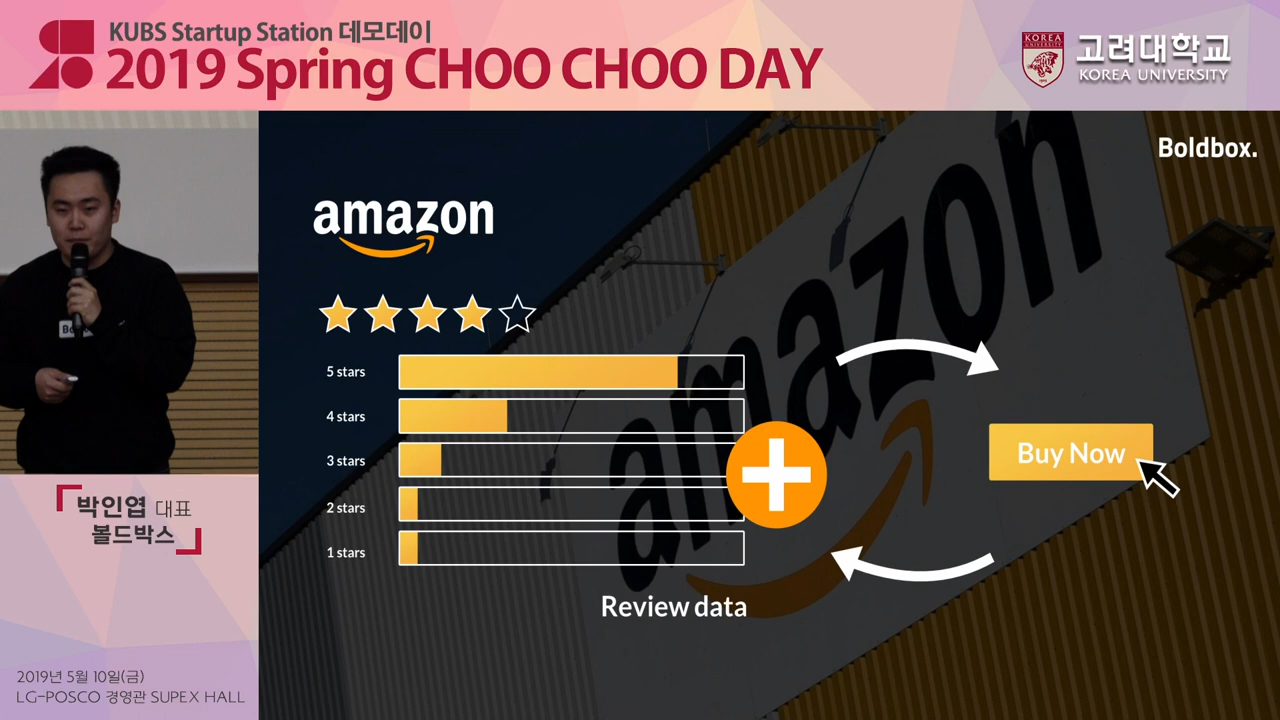 KUBS Startup Station 데모데이
2019 Spring CHOO CHOO DAY
KOREA
UNIVERSITY
고려대학교
KOREA UNIVERSITY
Boldbox.
amazon
amazon
5 stars
4 stars
3 stars
2 stars
1 stars
Buy Now
Review data
박인엽 대표
볼드박스
2019년 5월 10일(금)
LG-POSCO 경영관 SUPEX HALL